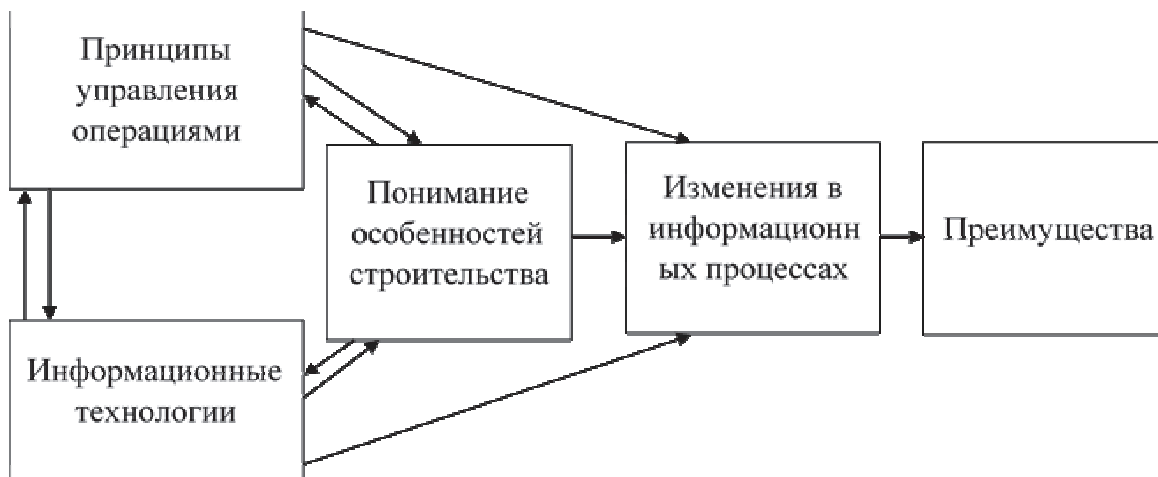 Принципы
управления
операциями
Понимание
особенностей
строительства
Изменения в
информационн
ых процессах
Преимущества
Информационные
технологии